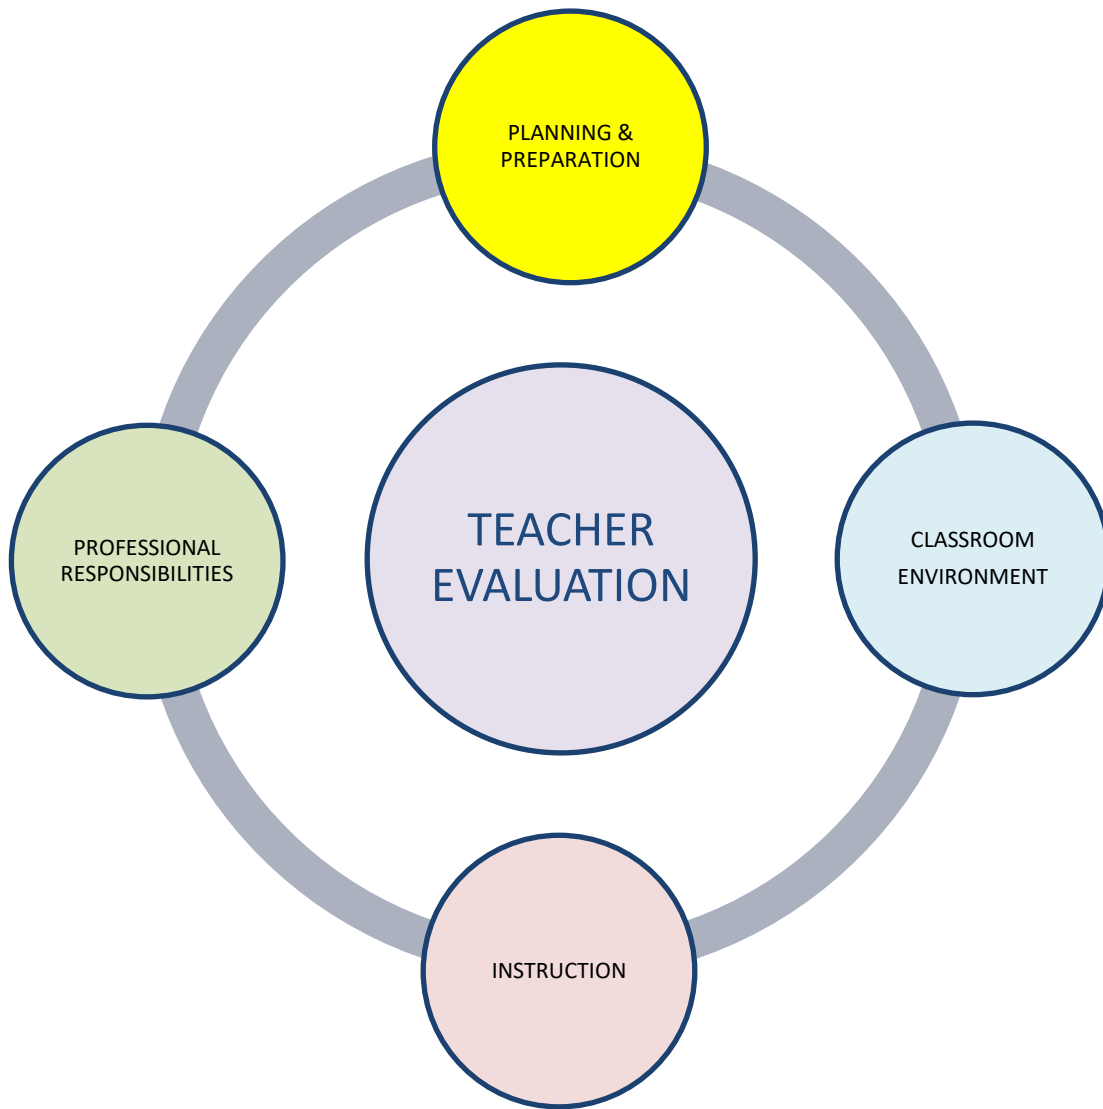 PLANNING &
PREPARATION
PROFESSIONAL
RESPONSIBILITIES
TEACHER
EVALUATION
CLASSROOM
ENVIRONMENT
INSTRUCTION